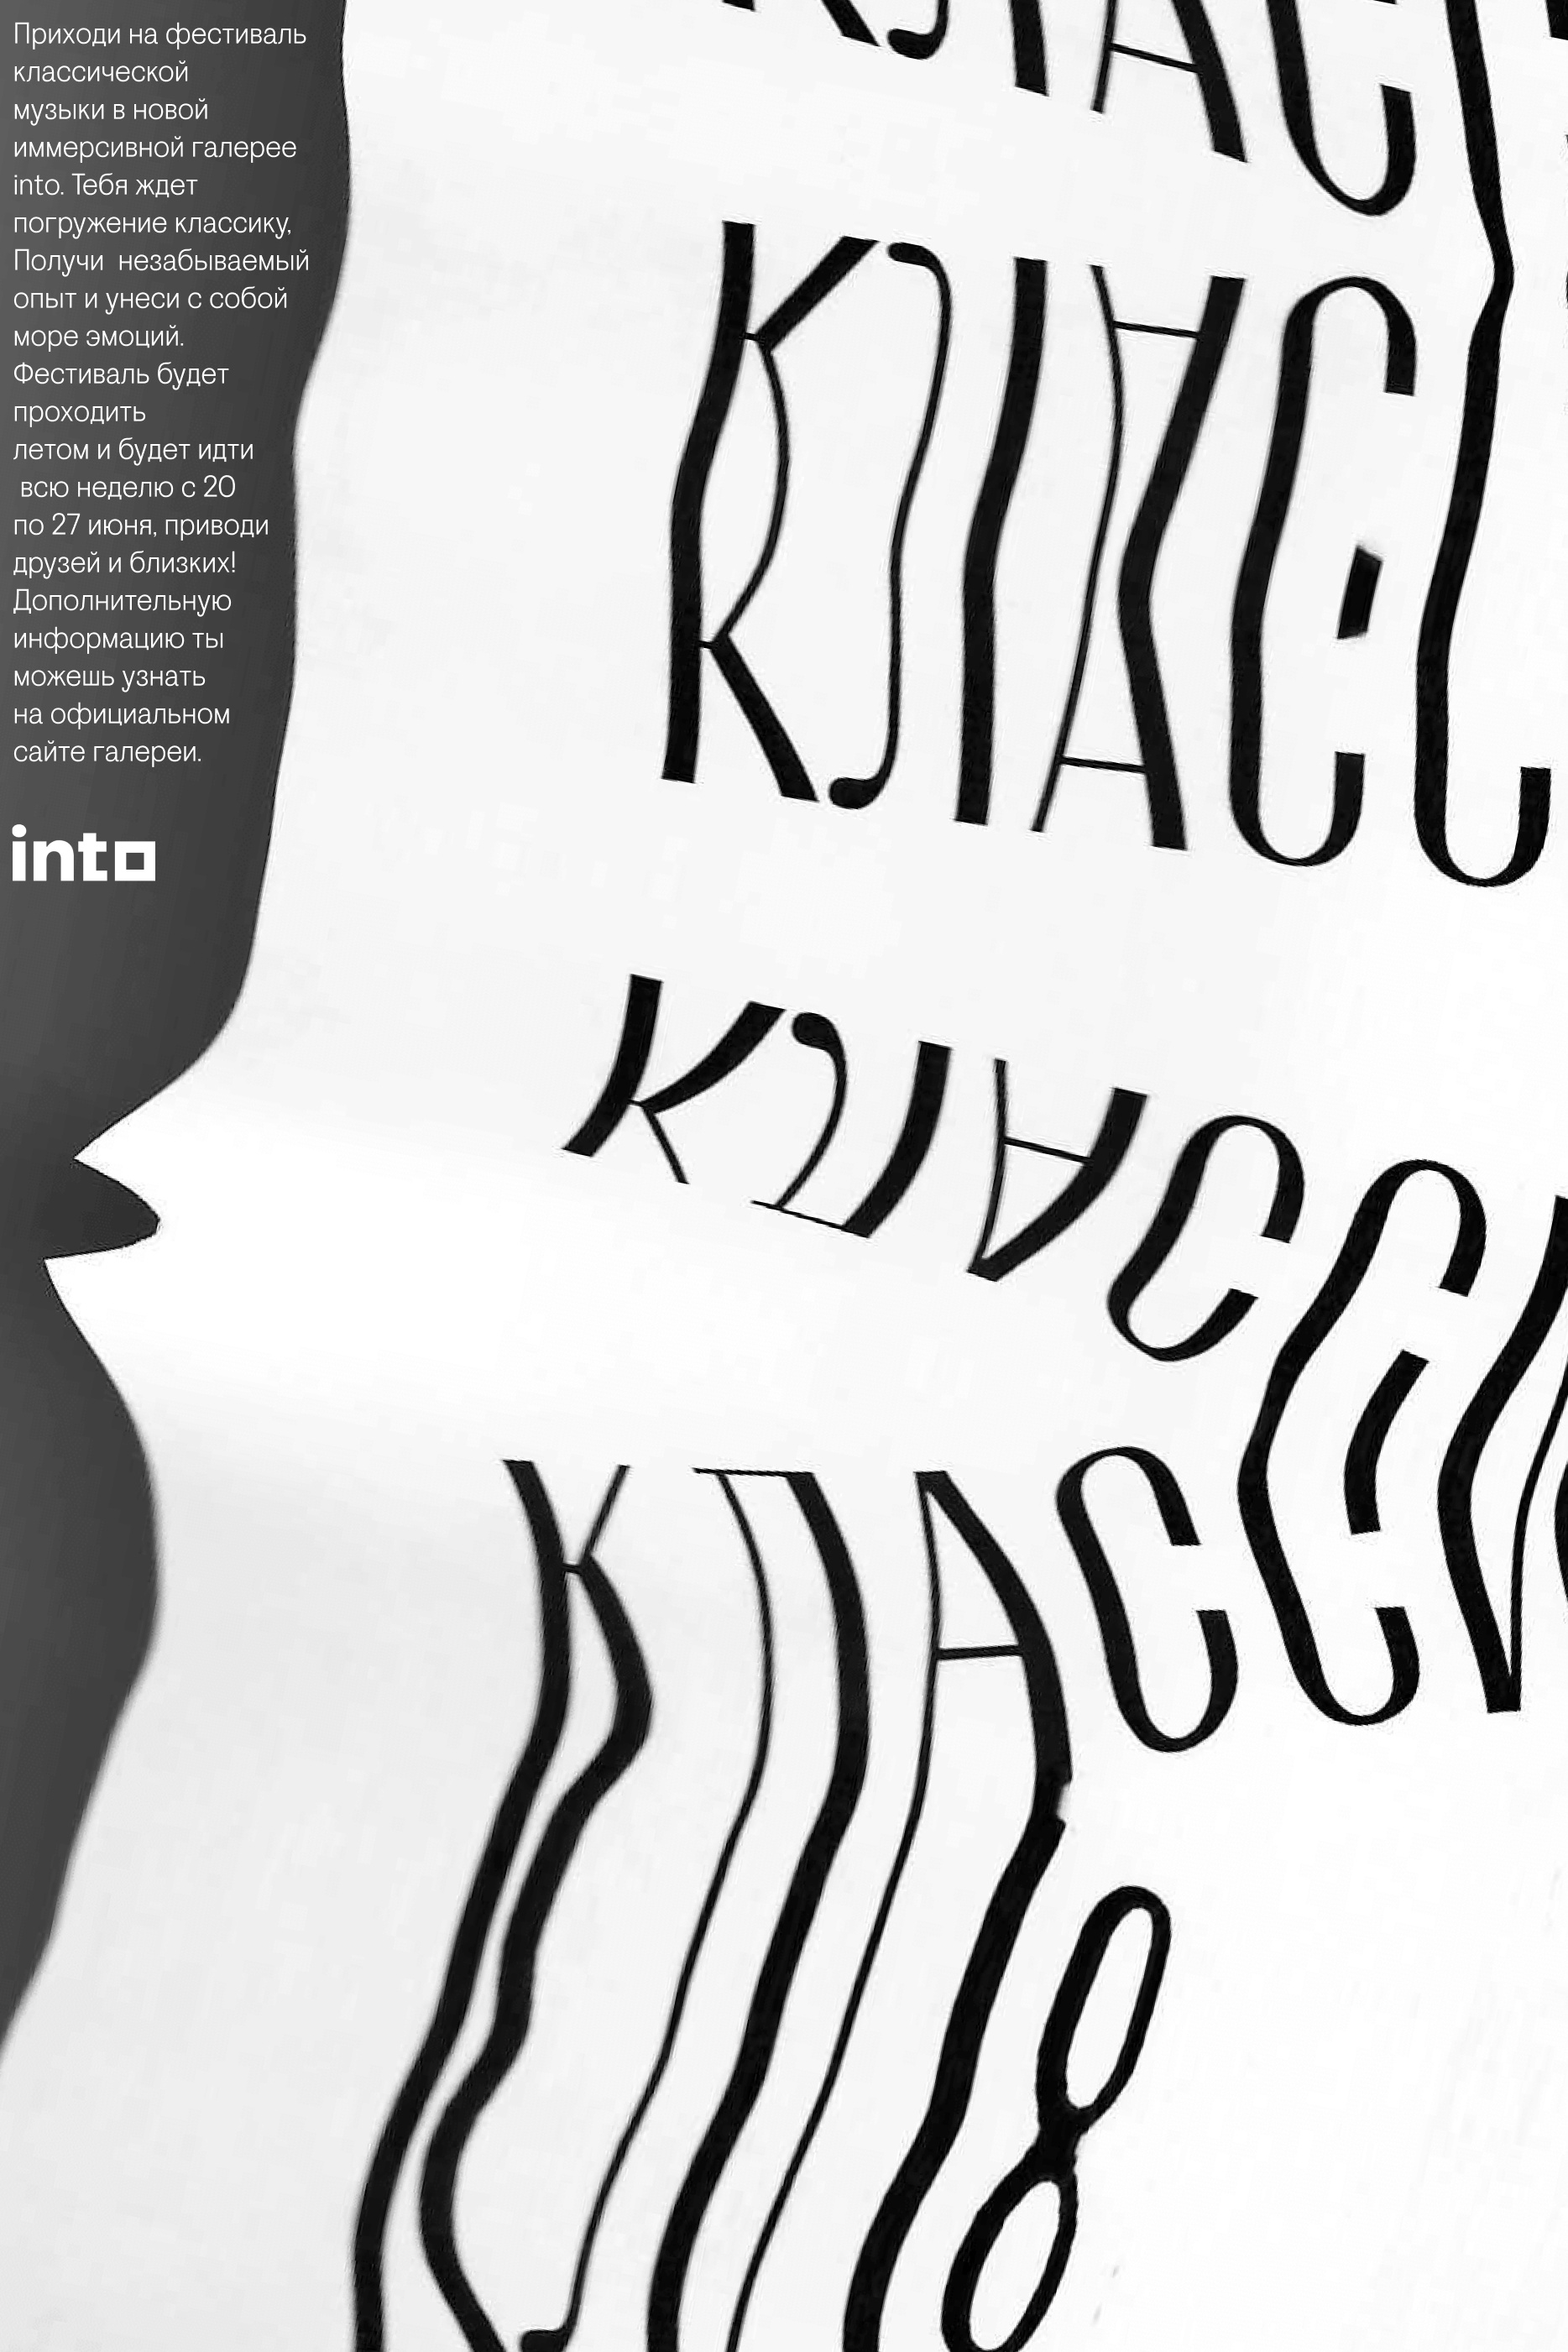 Приходи на фестиваль
классической
музыки в новой
иммерсивной галерее
into. Тебя ждет
погружение классику,
Получи  незабываемый
опыт и унеси с собой
море эмоций.
Фестиваль будет
проходить
летом и будет идти
всю неделю с 20
по 27 июня, приводи
друзей и близких!
Дополнительную
информацию ты
можешь узнать
на официальном
сайте галереи.
into
КЛАСС
КЛАСС
КЛАССИ
8